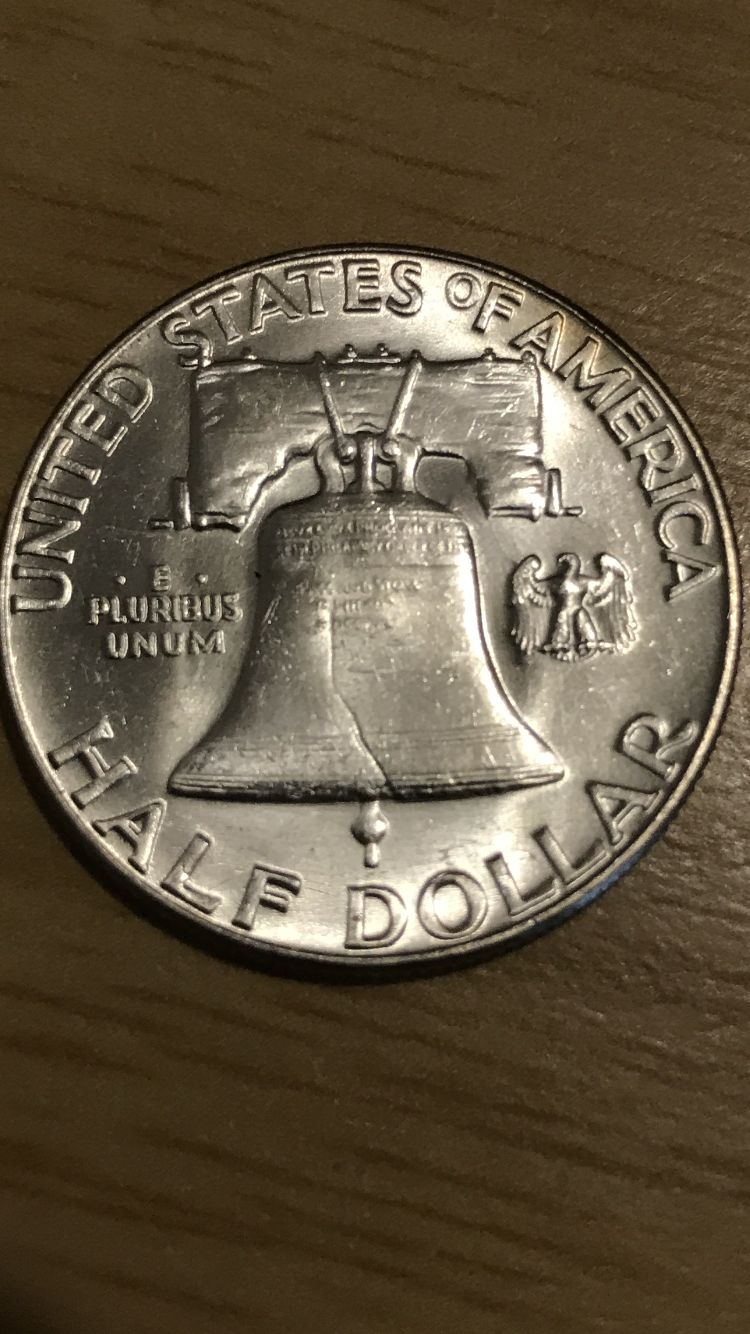 UNITED STATES OF AMERICA
· E ·
PLURIBUS
UNUM
HALF DOLLAR